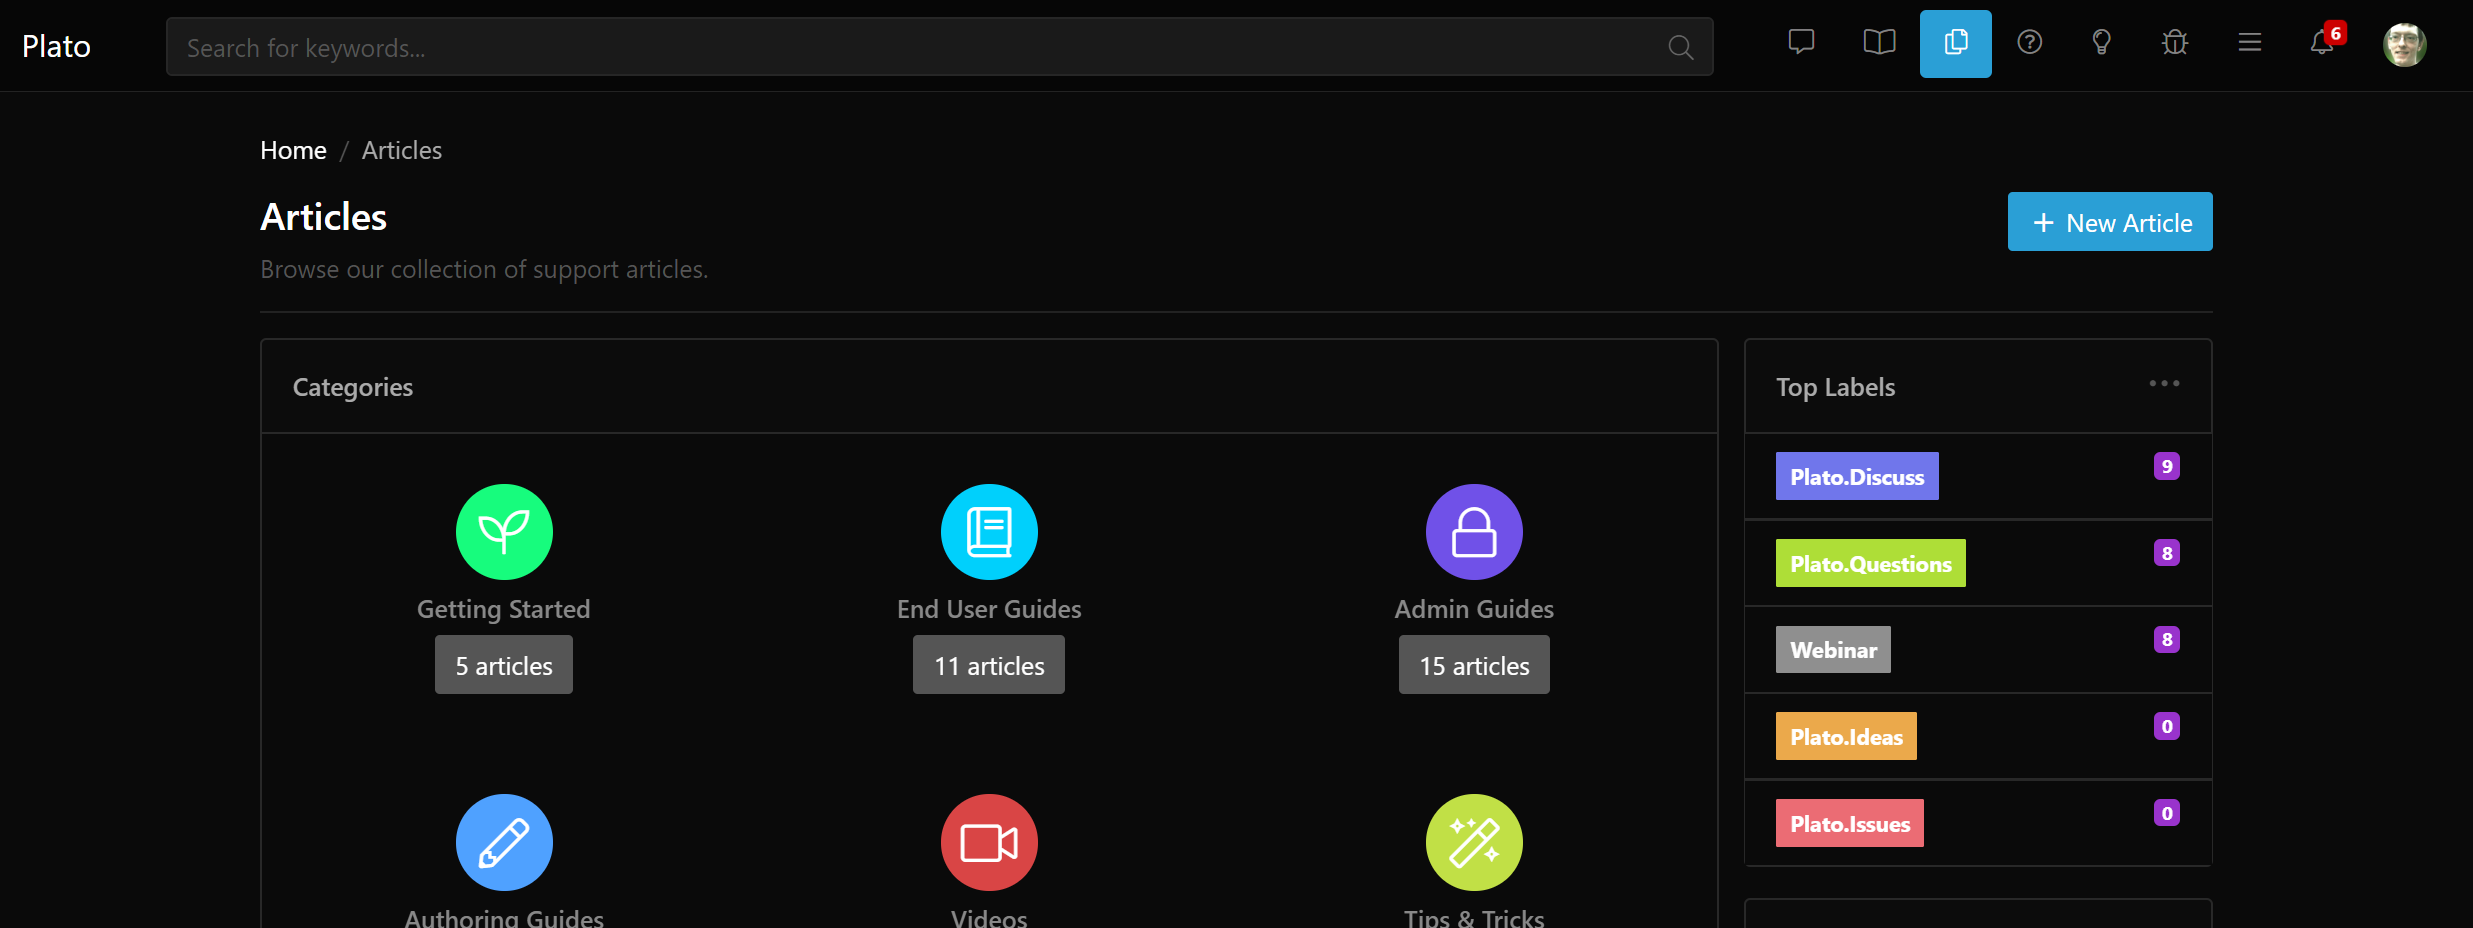 Plato
Search for keywords...
6
Home / Articles
Articles
New Article
Browse our collection of support articles.
Categories
Getting Started
5 articles
End User Guides
11 articles
Admin Guides
15 articles
Authoring Guides
Videos
Tips & Tricks
Top Labels
Plato.Discuss 9
Plato.Questions 8
Webinar 8
Plato.Ideas 0
Plato.Issues 0